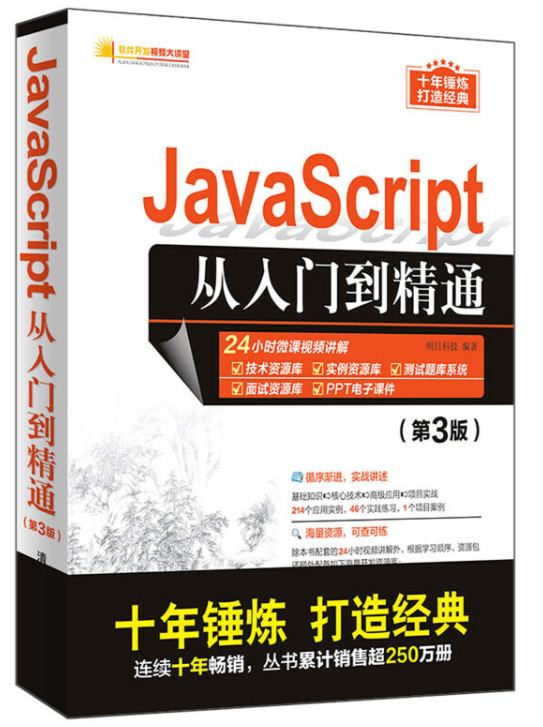 JavaScript 从入门到精通
(第3版)
清
软件开发视频大讲堂
十年锤炼
打造经典
JavaScript
从入门到精通
24小时微课视频讲解
明日科技 编著
技术资源库 实例资源库 测试题库系统
面试资源库 PPT电子课件
(第3版)
循序渐进，实战讲述
基础知识➪核心技术➪高级应用➪项目实战
214个应用实例，46个实践练习，1个项目案例
海量资源，可查可练
除本书配套的24小时视频讲解外，根据学习顺序，资源包
十年锤炼 打造经典
连续十年畅销，丛书累计销售超250万册